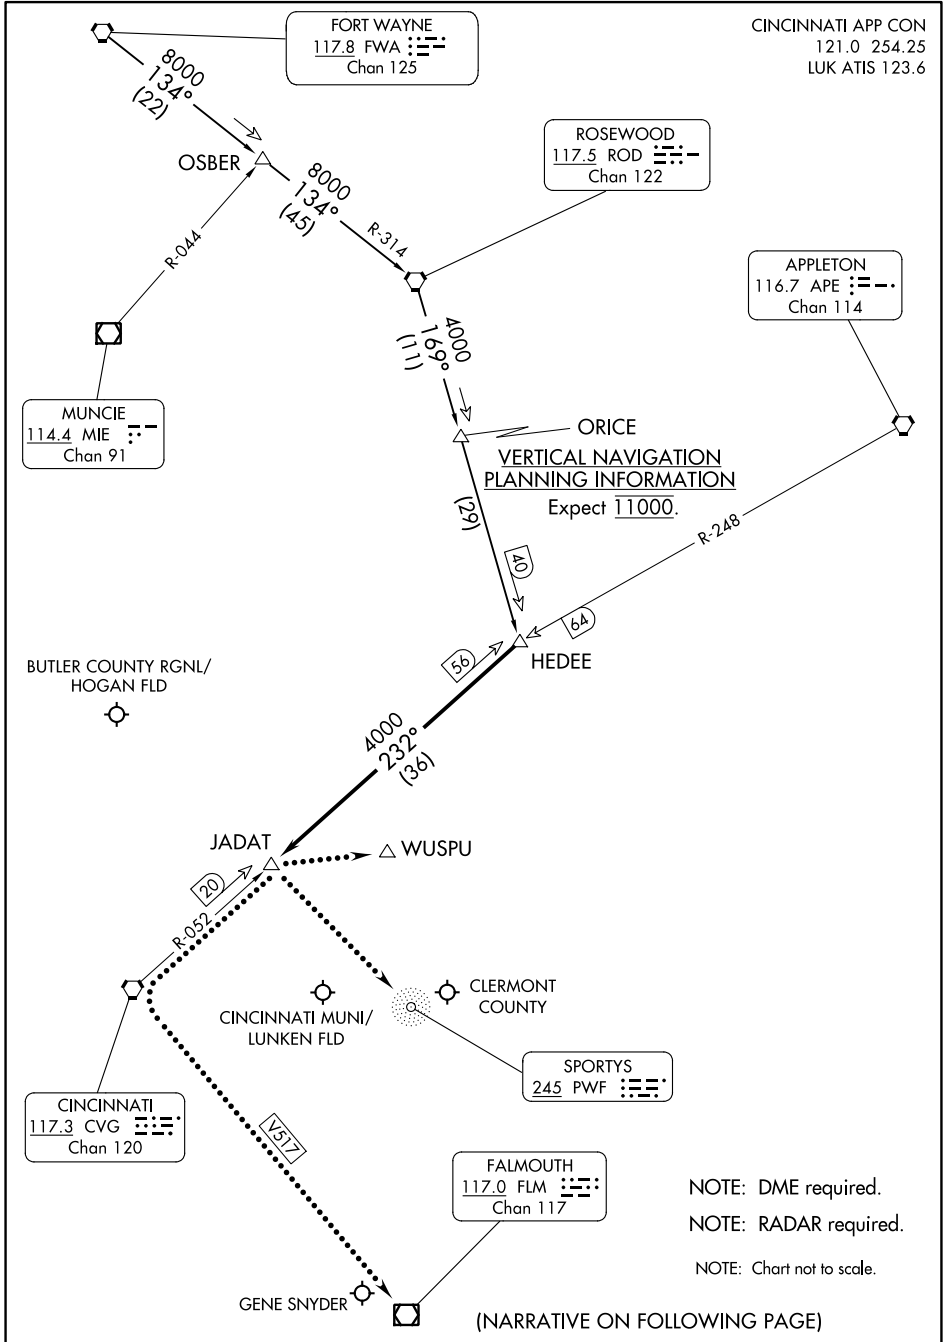 FORT WAYNE
117.8 FWA
Chan 125
CINCINNATI APP CON
121.0 254.25
LUK ATIS 123.6
8000
134°
(22)
OSBER
ROSEWOOD
117.5 ROD
Chan 122
8000
134°
(45)
R-314
R-044
APPLETON
116.7 APE
Chan 114
4000
169°
(11)
MUNCIE
114.4 MIE
Chan 91
ORICE
VERTICAL NAVIGATION
PLANNING INFORMATION
Expect 11000.
(29)
R-248
40
64
56
HEDEE
BUTLER COUNTY RGNL/
HOGAN FLD
4000
232°
(36)
JADAT
WUSPU
20
R-052
CINCINNATI MUNI/
LUNKEN FLD
CLERMONT
COUNTY
SPORTYS
245 PWF
CINCINNATI
117.3 CVG
Chan 120
V517
FALMOUTH
117.0 FLM
Chan 117
NOTE: DME required.
NOTE: RADAR required.
NOTE: Chart not to scale.
GENE SNYDER
(NARRATIVE ON FOLLOWING PAGE)